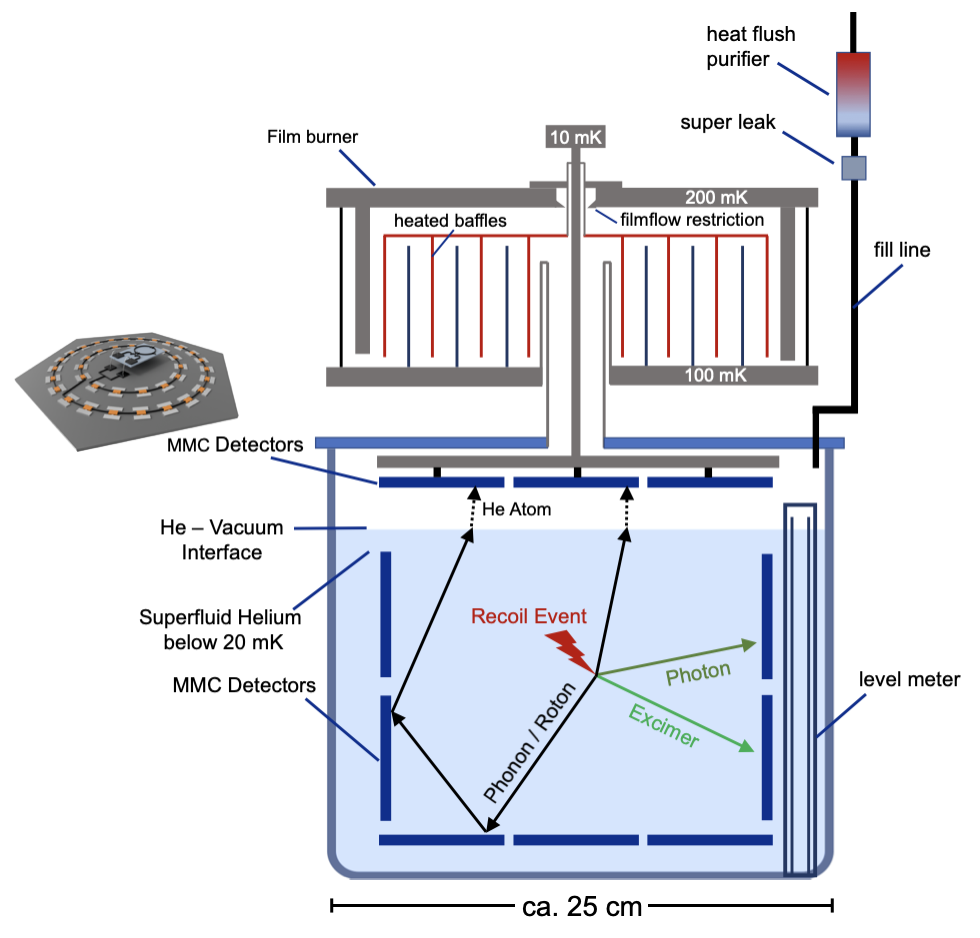 heat flush
purifier
super leak
10 mK
Film burner
200 mK
heated baffles
filmflow restriction
fill line
100 mK
MMC Detectors
He Atom
He – Vacuum
Interface
Superfluid Helium
below 20 mK
Recoil Event
Photon
MMC Detectors
level meter
Excimer
Phonon / Roton
ca. 25 cm